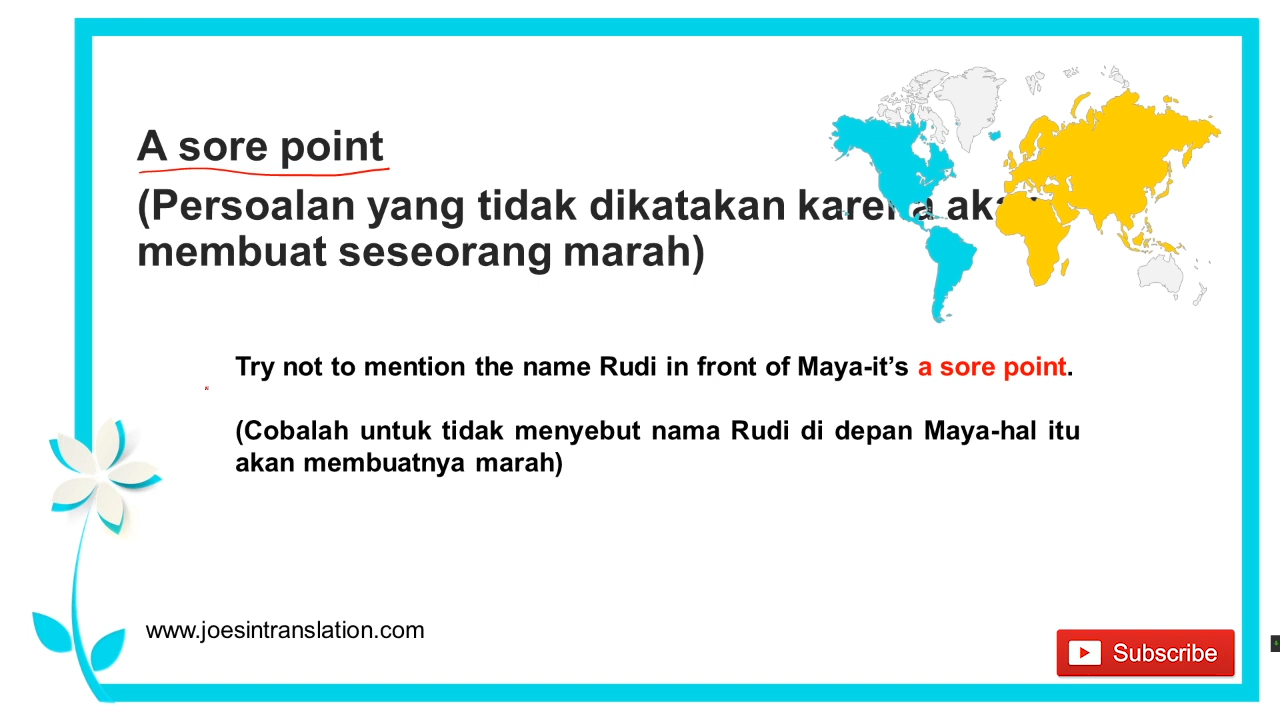 A sore point
(Persoalan yang tidak dikatakan karena akan
membuat seseorang marah)
Try not to mention the name Rudi in front of Maya-it’s a sore point.
(Cobalah untuk tidak menyebut nama Rudi di depan Maya-hal itu
akan membuatnya marah)
www.joesintranslation.com
Subscribe